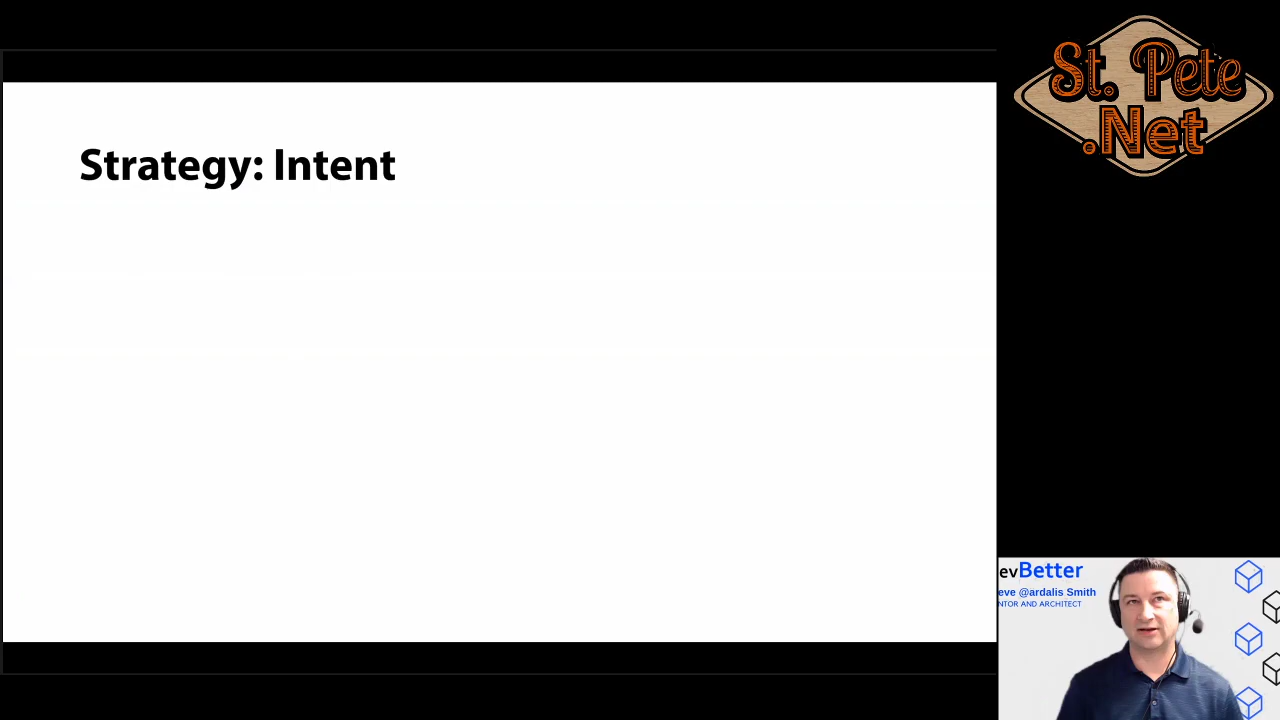 Strategy: Intent
St. Pete
.Net
evBetter
eve @ardalis Smith
NTOR AND ARCHITECT